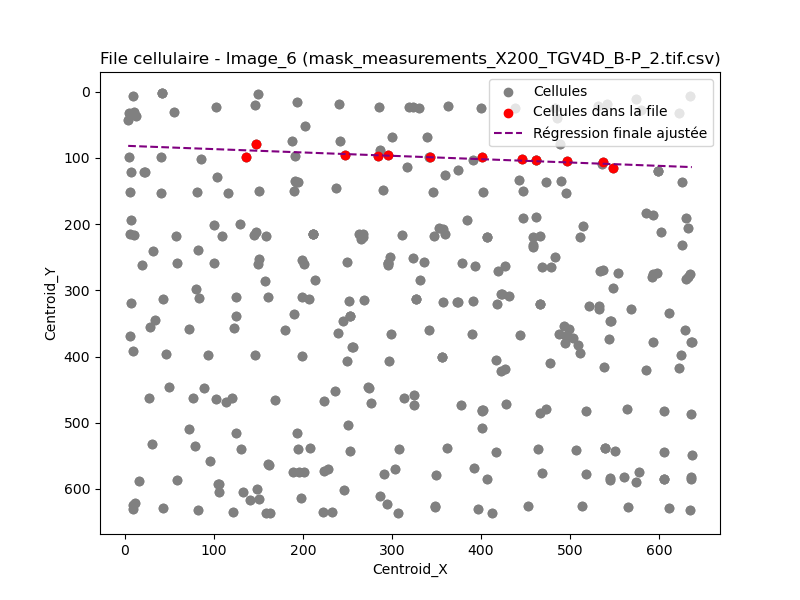 File cellulaire - Image_6 (mask_measurements_X200_TGV4D_B-P_2.tif.csv)
Cellules
Cellules dans la file
Régression finale ajustée
Centroid_Y
0
100
200
300
400
500
600
0 100 200 300 400 500 600
Centroid_X